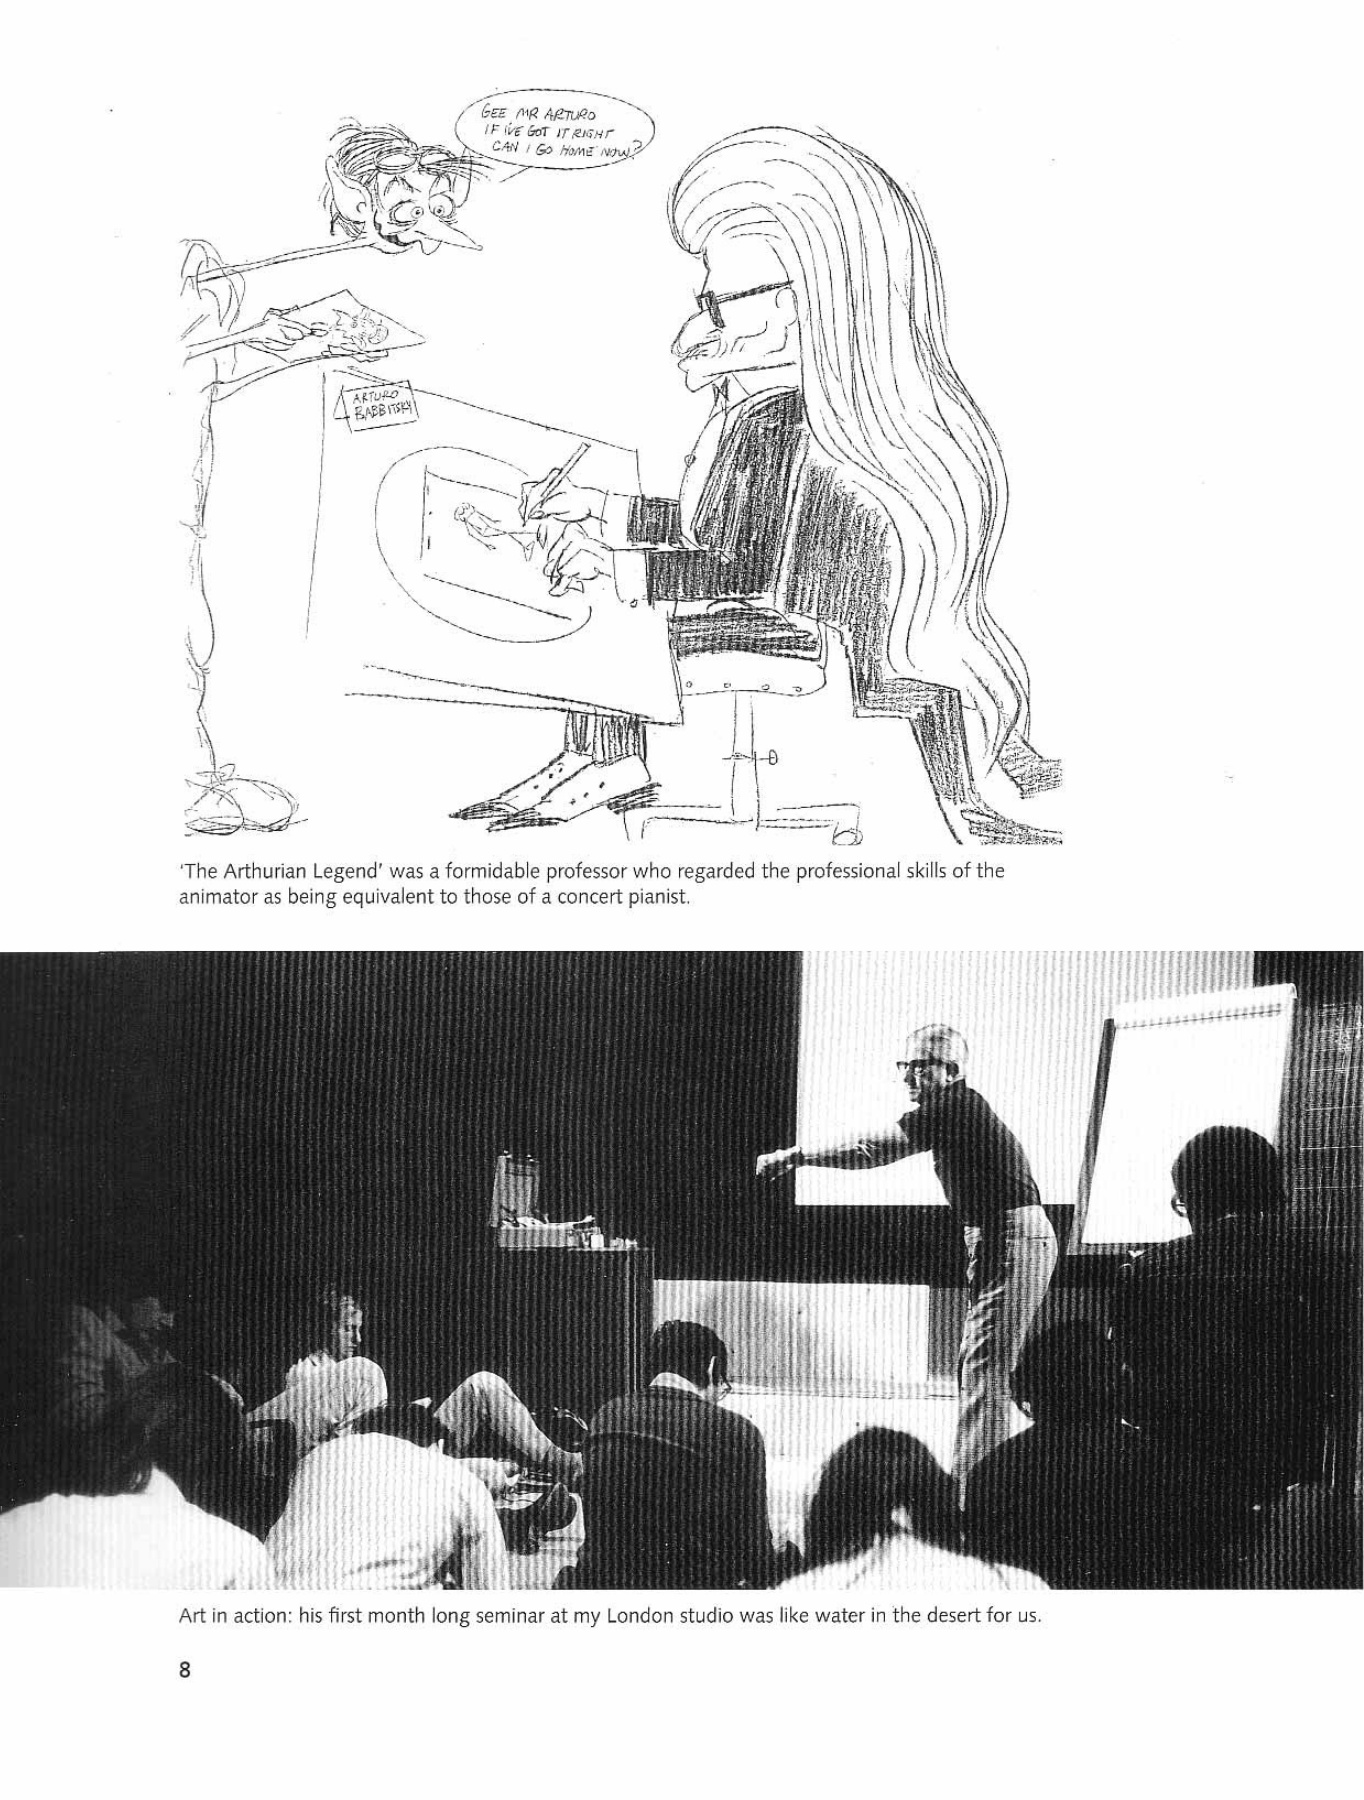 GEE MR ARTURO
IF I'VE GOT IT RIGHT
CAN I GO HOME NOW?
ARTURO
BABBITSKY
'The Arthurian Legend' was a formidable professor who regarded the professional skills of the
animator as being equivalent to those of a concert pianist.
Art in action: his first month long seminar at my London studio was like water in the desert for us.
8